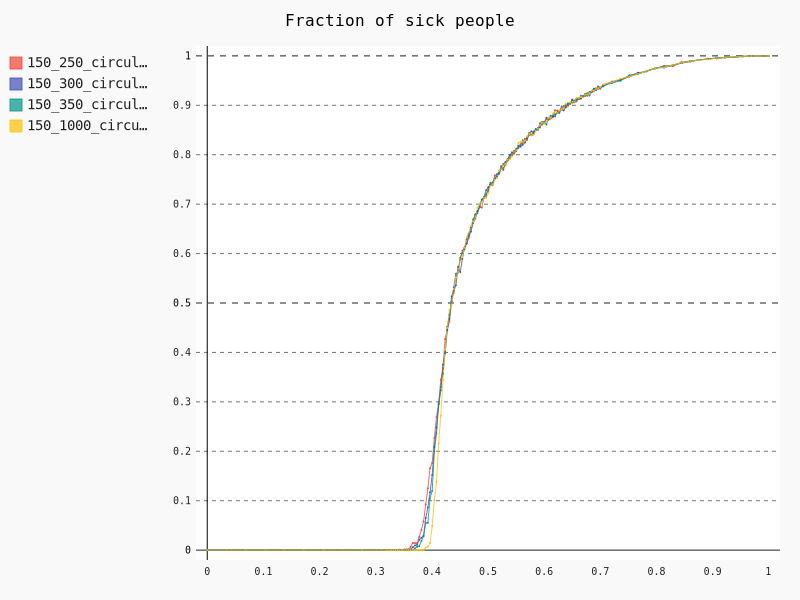 Fraction of sick people
150_250_circul…
150_300_circul…
150_350_circul…
150_1000_circu…
1
0.9
0.8
0.7
0.6
0.5
0.4
0.3
0.2
0.1
0
0 0.1 0.2 0.3 0.4 0.5 0.6 0.7 0.8 0.9 1